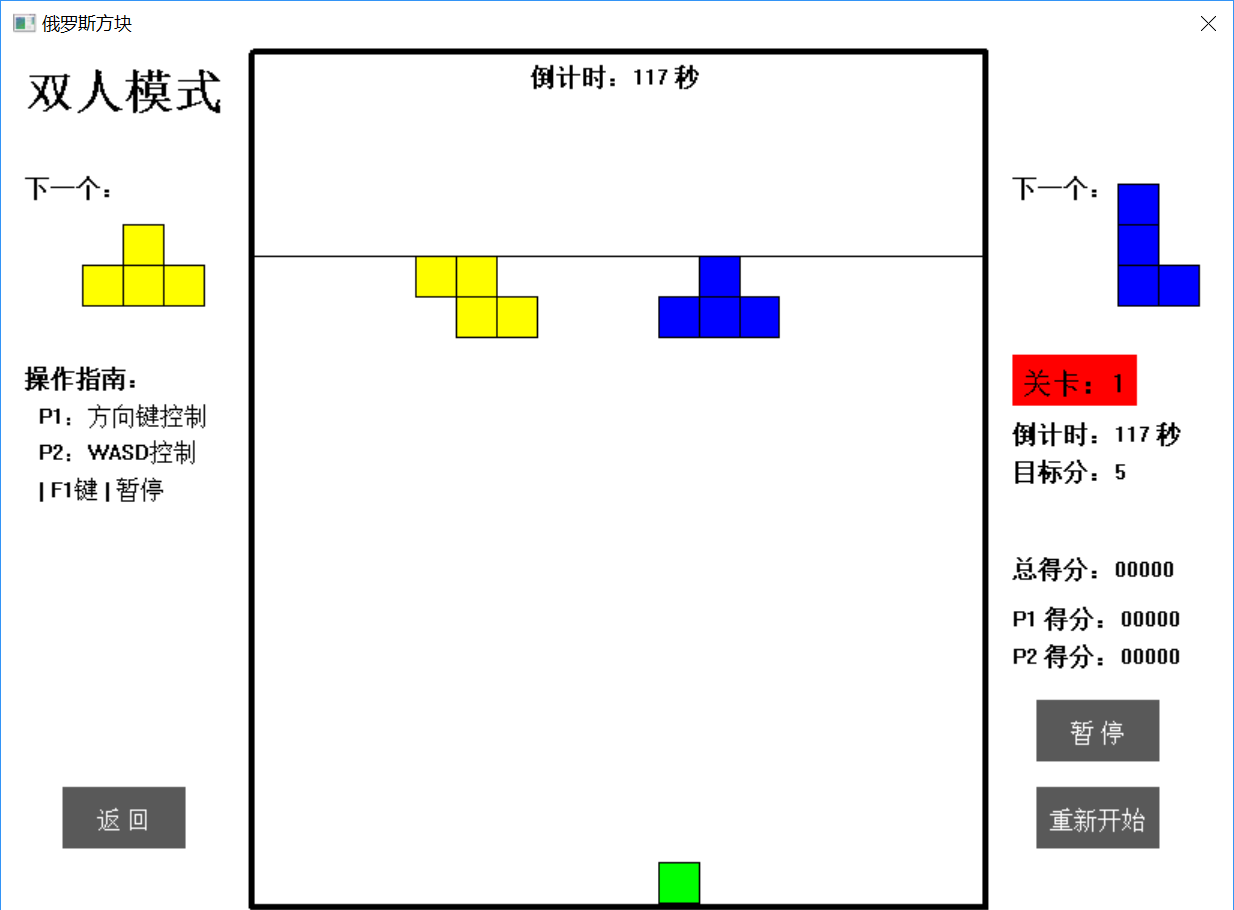 俄罗斯方块
双人模式
倒计时：117 秒
下一个：
下一个：
操作指南：
P1：方向键控制
P2：WASD控制
| F1键 | 暂停
关卡：1
倒计时：117 秒
目标分：5
总得分：00000
P1 得分：00000
P2 得分：00000
暂 停
返 回
重新开始